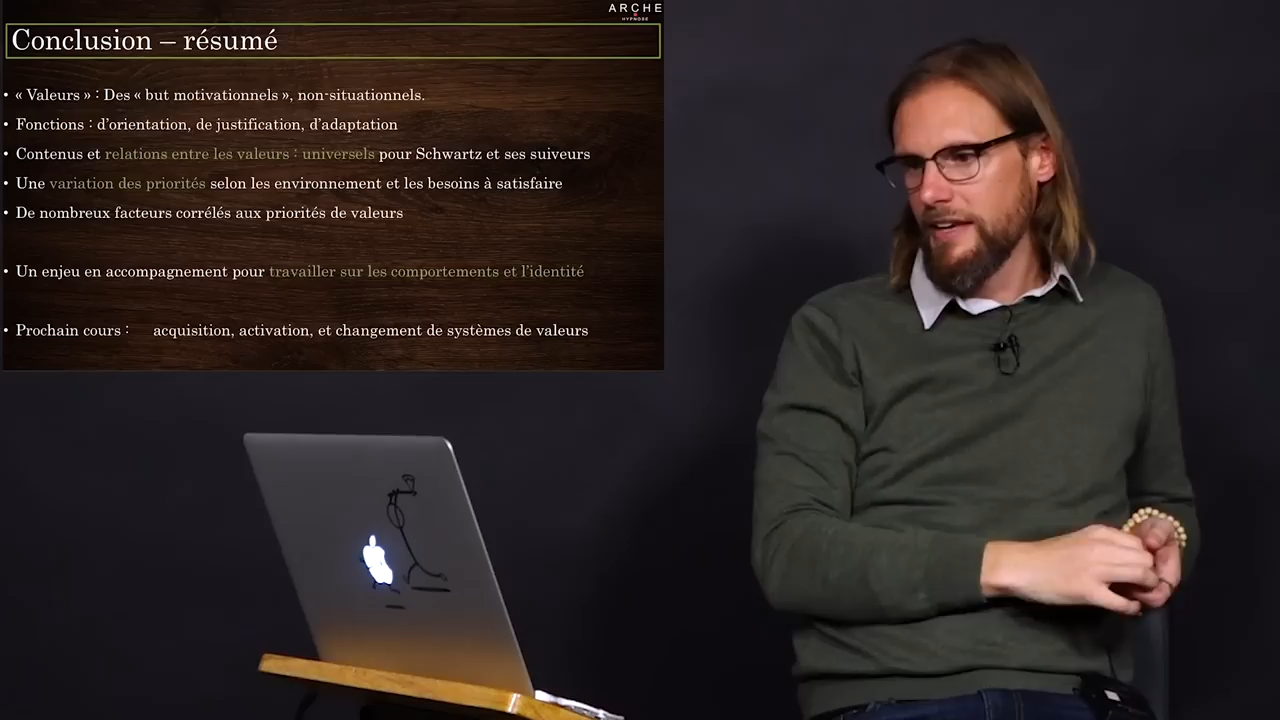 ARCHE
HYPNOSE
Conclusion – résumé
• « Valeurs » : Des « but motivationnels », non-situationnels.
• Fonctions : d'orientation, de justification, d'adaptation
• Contenus et relations entre les valeurs : universels pour Schwartz et ses suiveurs
• Une variation des priorités selon les environnement et les besoins à satisfaire
• De nombreux facteurs corrélés aux priorités de valeurs
• Un enjeu en accompagnement pour travailler sur les comportements et l'identité
• Prochain cours : acquisition, activation, et changement de systèmes de valeurs